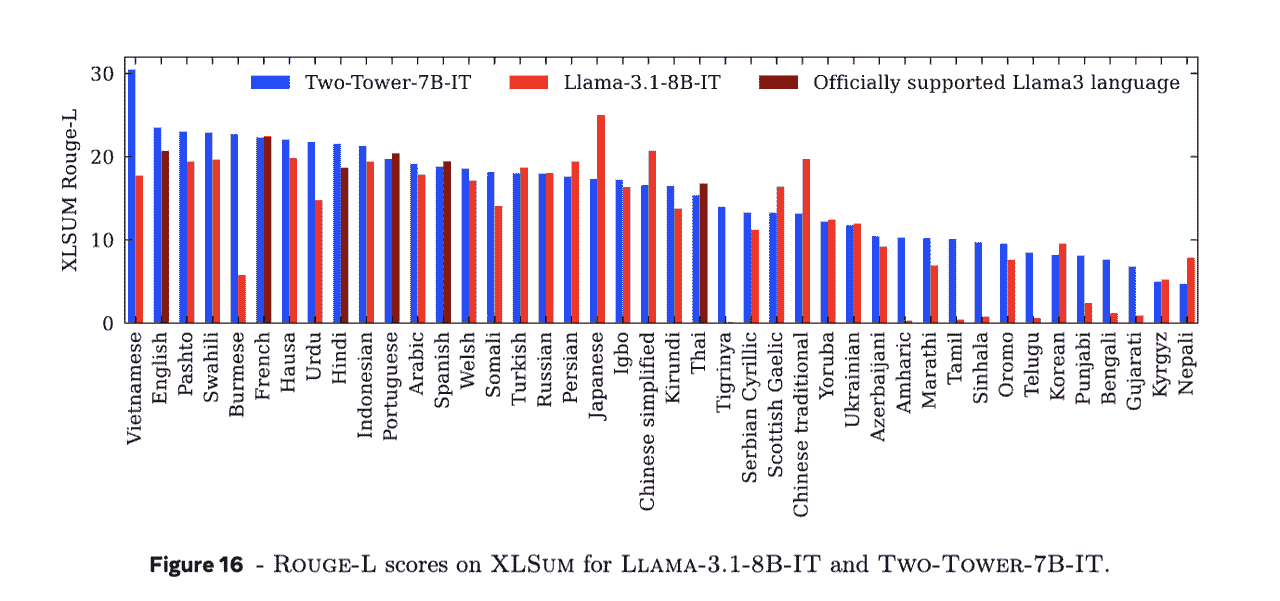 30
20
10
0
XLSUM Rouge-L
Two-Tower-7B-IT
Llama-3.1-8B-IT
Officially supported Llama3 language
Vietnamese
English
Pashto
Swahili
Burmese
French
Hausa
Urdu
Hindi
Indonesian
Portuguese
Arabic
Spanish
Welsh
Somali
Turkish
Russian
Persian
Japanese
Igbo
Chinese simplified
Kirundi
Thai
Tigrinya
Serbian Cyrillic
Scottish Gaelic
Chinese traditional
Yoruba
Ukrainian
Azerbaijani
Amharic
Marathi
Tamil
Sinhala
Oromo
Telugu
Korean
Punjabi
Bengali
Gujarati
Kyrgyz
Nepali
Figure 16 - ROUGE-L scores on XLSUM for LLAMA-3.1-8B-IT and TWO-TOWER-7B-IT.